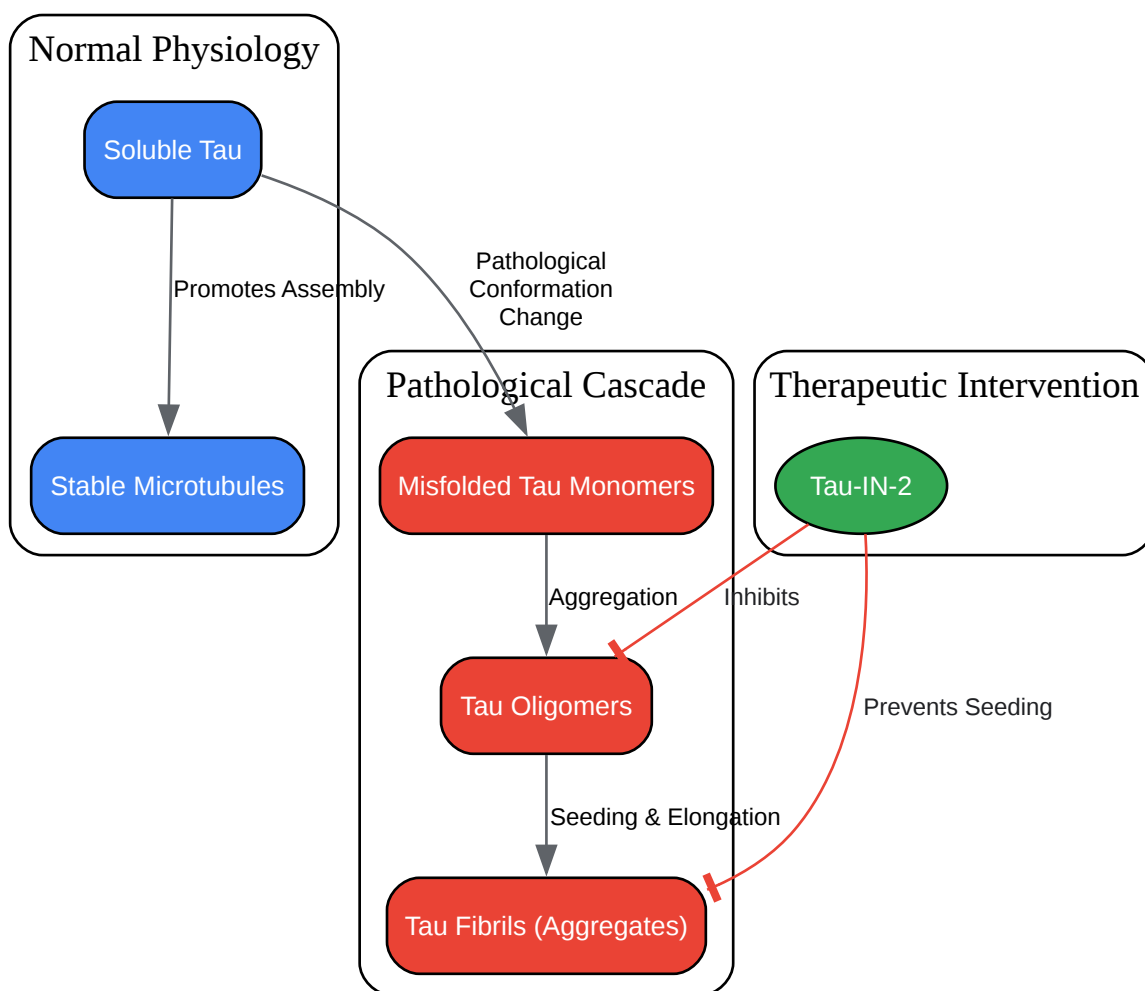 Normal Physiology
Soluble Tau
Promotes Assembly
Pathological
Conformation
Change
Stable Microtubules
Pathological Cascade
Misfolded Tau Monomers
Aggregation
Tau Oligomers
Seeding & Elongation
Tau Fibrils (Aggregates)
Therapeutic Intervention
Tau-IN-2
Inhibits
Prevents Seeding